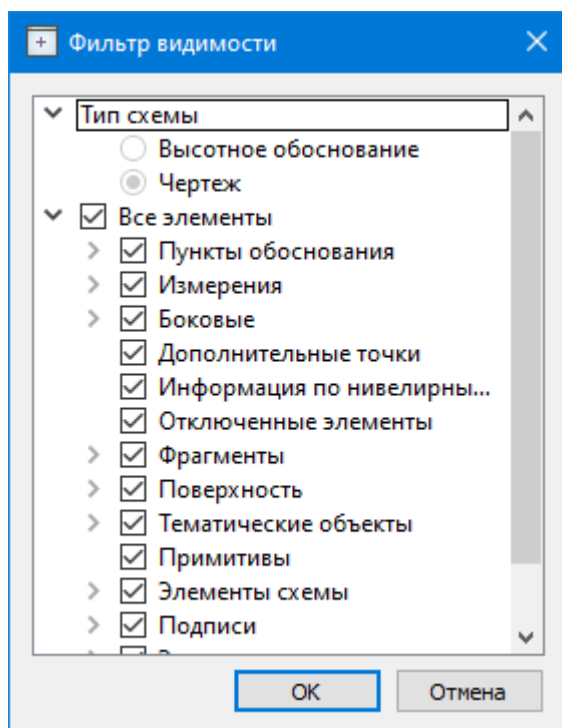 Фильтр видимости
Тип схемы
Высотное обоснование
Чертеж
Все элементы
Пункты обоснования
Измерения
Боковые
Дополнительные точки
Информация по нивелирны...
Отключенные элементы
Фрагменты
Поверхность
Тематические объекты
Примитивы
Элементы схемы
Подписи
ОК
Отмена